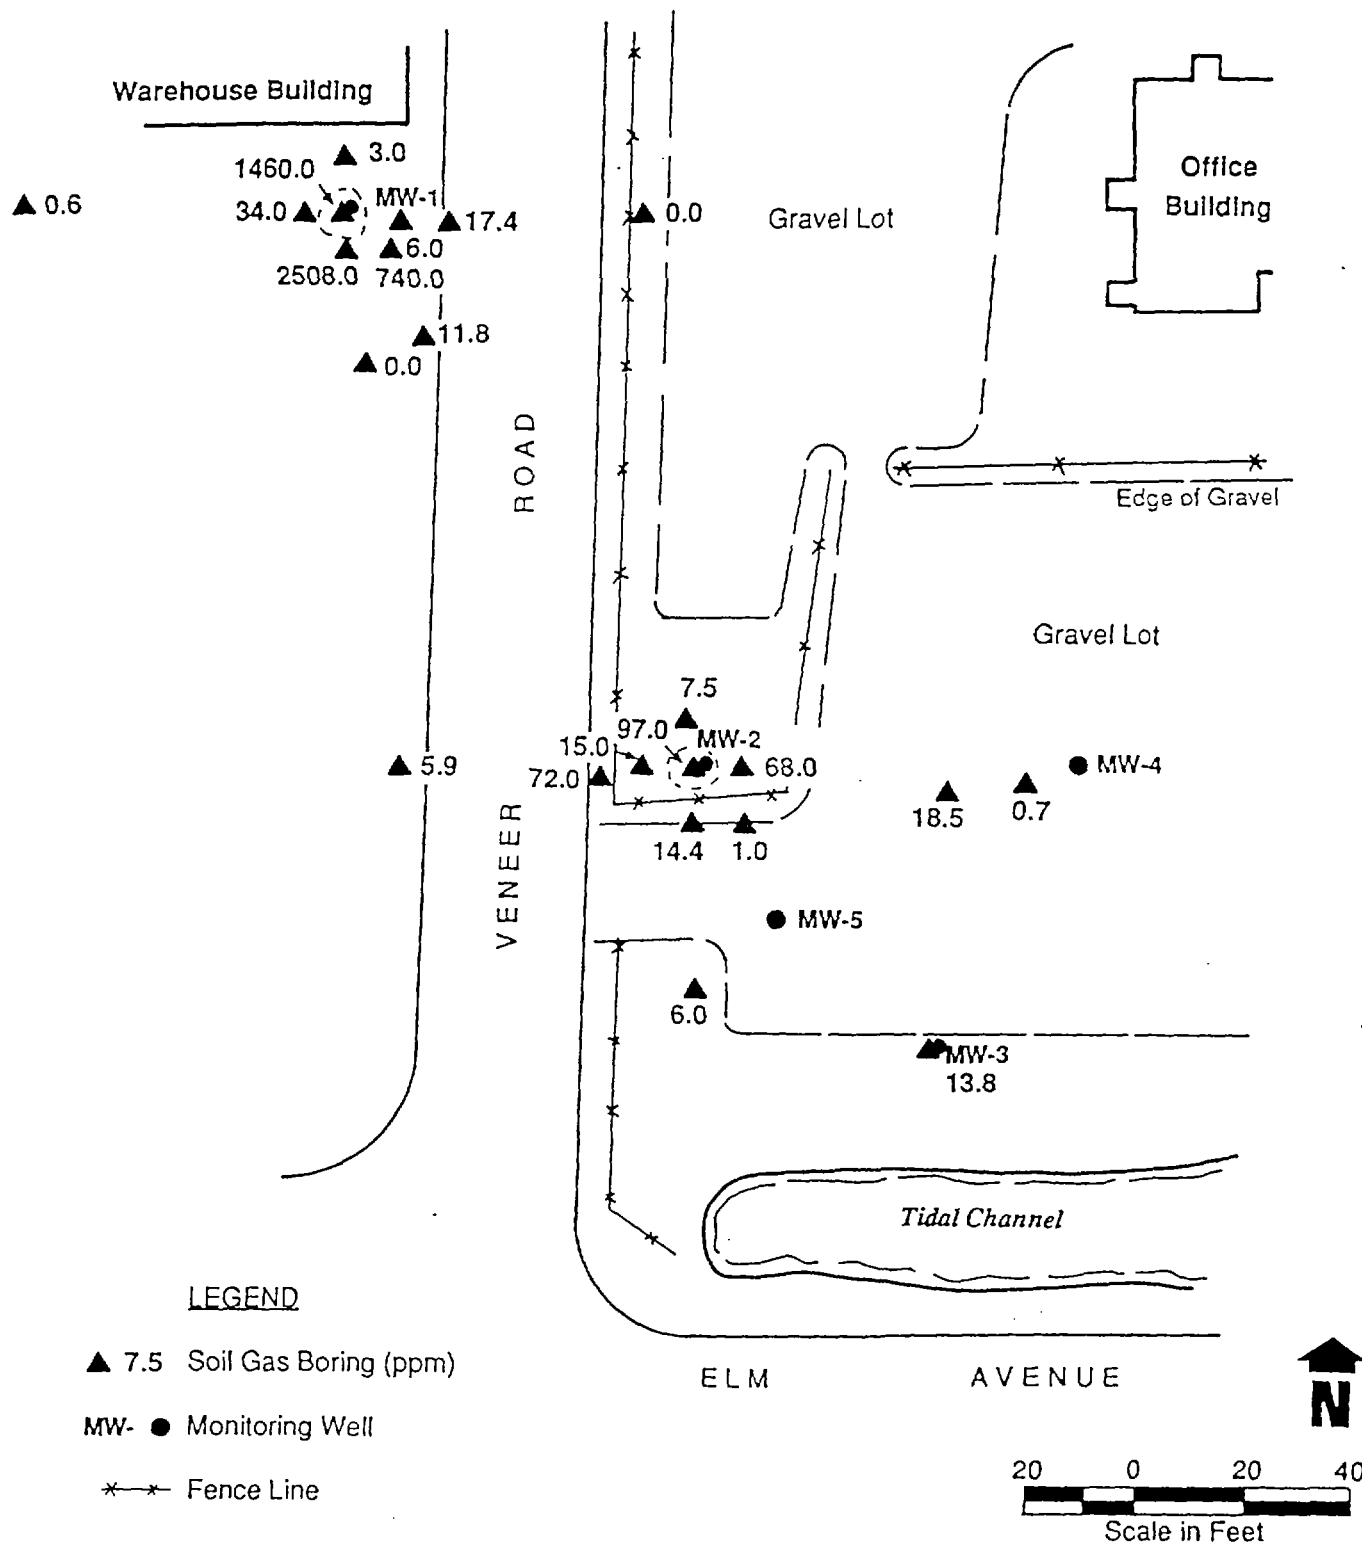 Warehouse Building
3.0
1460.0
MW-1
0.6
34.0
17.4
0.0
6.0
2508.0
740.0
11.8
0.0
Gravel Lot
Office
Building
ROAD
Edge of Gravel
Gravel Lot
7.5
97.0
MW-2
15.0
72.0
68.0
5.9
14.4
1.0
18.5
0.7
MW-4
VENEER
MW-5
6.0
MW-3
13.8
Tidal Channel
LEGEND
7.5 Soil Gas Boring (ppm)
MW- Monitoring Well
Fence Line
ELM AVENUE
N
20 0 20 40
Scale in Feet